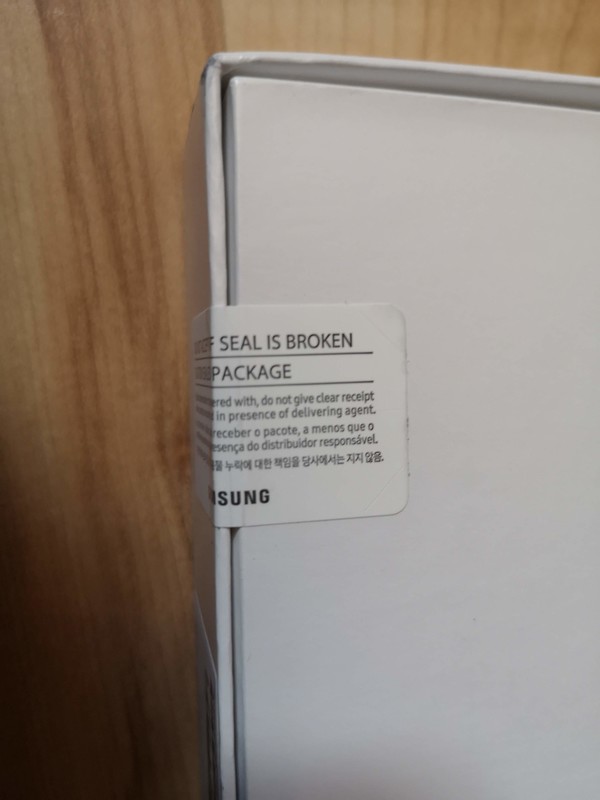 SEAL IS BROKEN
PACKAGE
ered with, do not give clear receipt
in presence of delivering agent.
receber o pacote, a menos que o
esença do distribuidor responsável.
누락에 대한 책임을 당사에서는 지지 않음.
SUNG